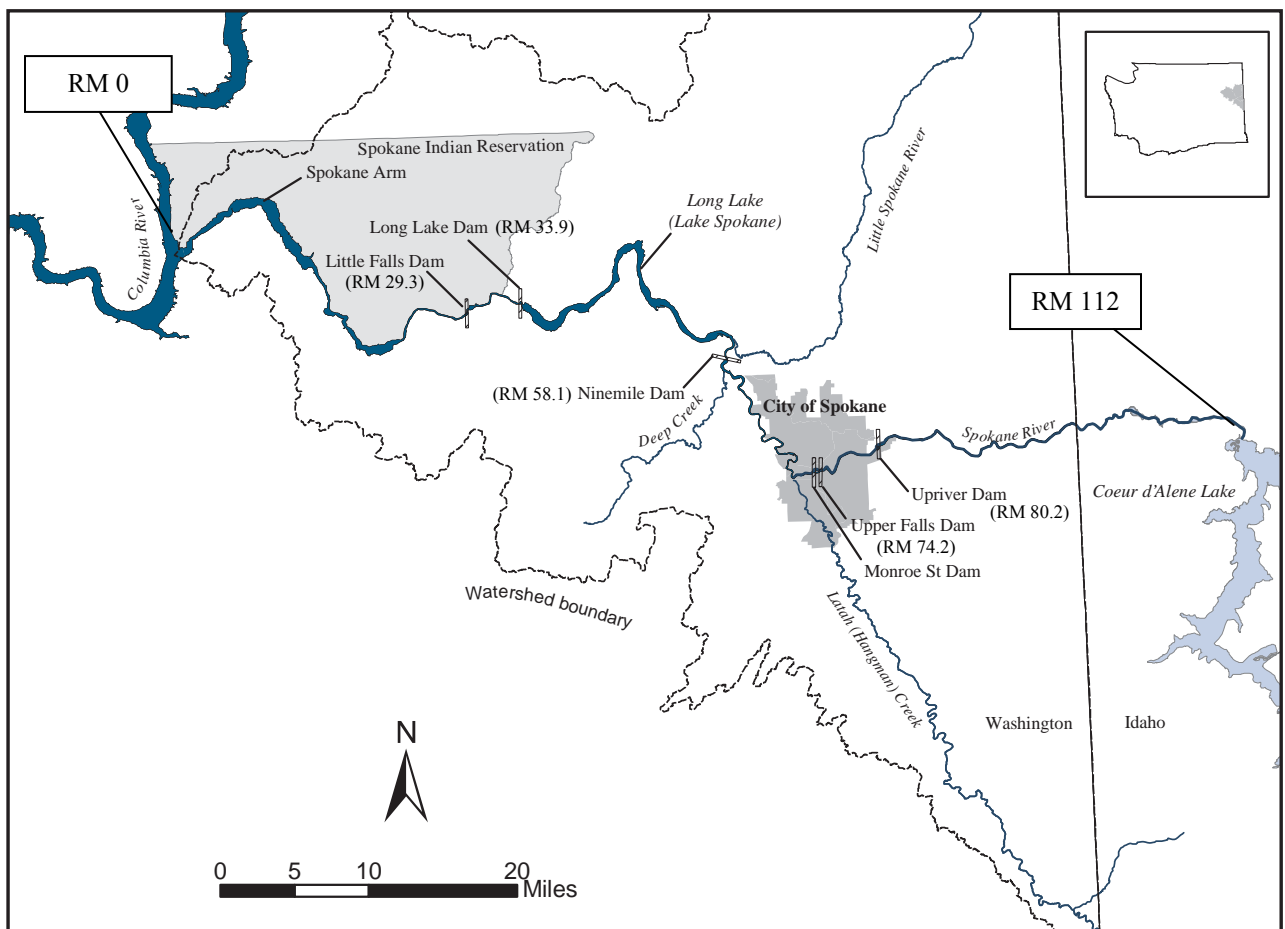 RM 0
Spokane Indian Reservation
Spokane Arm
Columbia River
Long Lake Dam (RM 33.9)
Little Falls Dam
(RM 29.3)
Long Lake
(Lake Spokane)
Little Spokane River
RM 112
(RM 58.1) Ninemile Dam
Deep Creek
City of Spokane
Spokane River
Coeur d'Alene Lake
Upriver Dam
(RM 80.2)
Upper Falls Dam
(RM 74.2)
Monroe St Dam
Watershed boundary
Latah (Hangman) Creek
Washington
Idaho
N
0 5 10 20
Miles